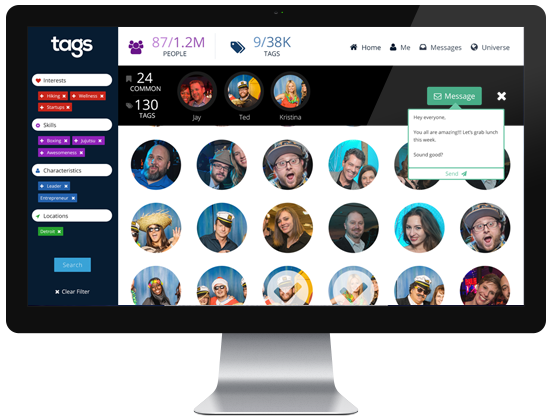 tags
87/1.2M
PEOPLE
9/38K
TAGS
Home
Me
Messages
Universe
Interests
Hiking
Wellness
Startups
Skills
Boxing
Jujutsu
Awesomeness
Characteristics
Leader
Entrepreneur
Locations
Detroit
Search
Clear Filter
24
COMMON
130
TAGS
Jay
Ted
Kristina
Message
Hey everyone,
You all are amazing!!! Let's grab lunch
this week.
Sound good?
Send